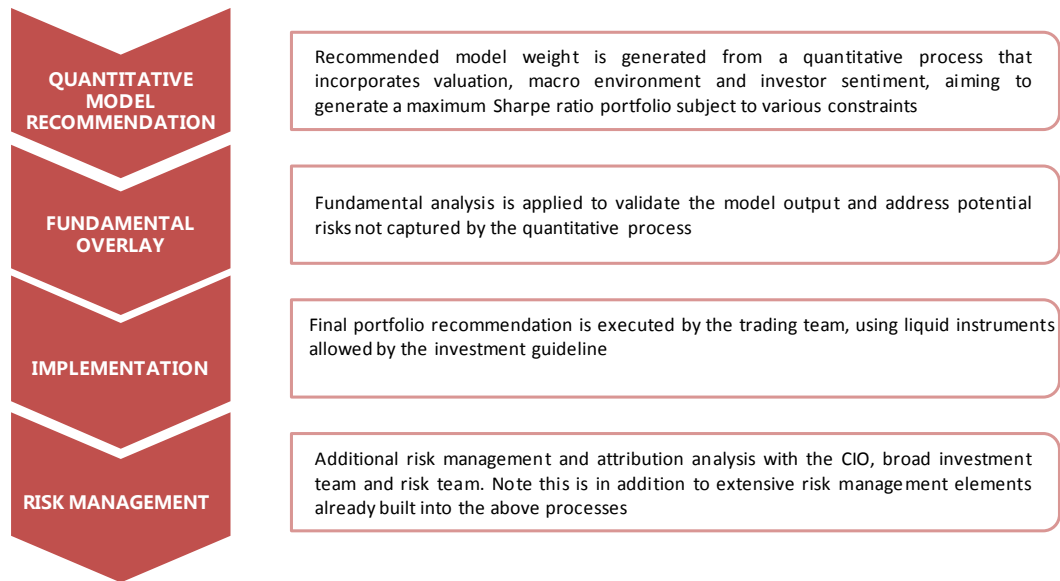 QUANTITATIVE
MODEL
RECOMMENDATION
Recommended model weight is generated from a quantitative process that
incorporates valuation, macro environment and investor sentiment, aiming to
generate a maximum Sharpe ratio portfolio subject to various constraints
FUNDAMENTAL
OVERLAY
Fundamental analysis is applied to validate the model output and address potential
risks not captured by the quantitative process
IMPLEMENTATION
Final portfolio recommendation is executed by the trading team, using liquid instruments
allowed by the investment guideline
RISK MANAGEMENT
Additional risk management and attribution analysis with the CIO, broad investment
team and risk team. Note this is in addition to extensive risk management elements
already built into the above processes